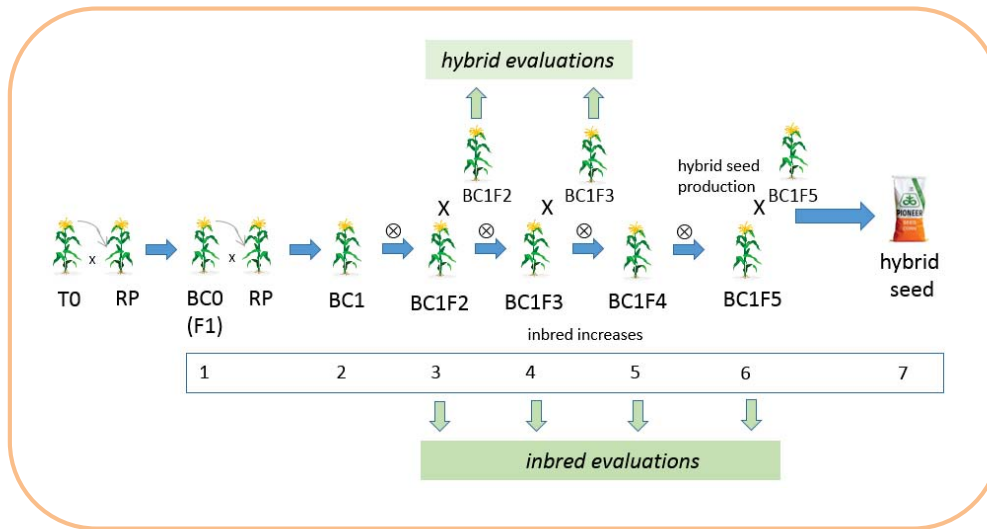 hybrid evaluations
BC1F2
BC1F3
hybrid seed
production
BC1F5
X
X
X
x
x
PIONEER
T0
RP
BC0
(F1)
RP
BC1
BC1F2
BC1F3
BC1F4
BC1F5
hybrid
seed
inbred increases
1 2 3 4 5 6 7
inbred evaluations